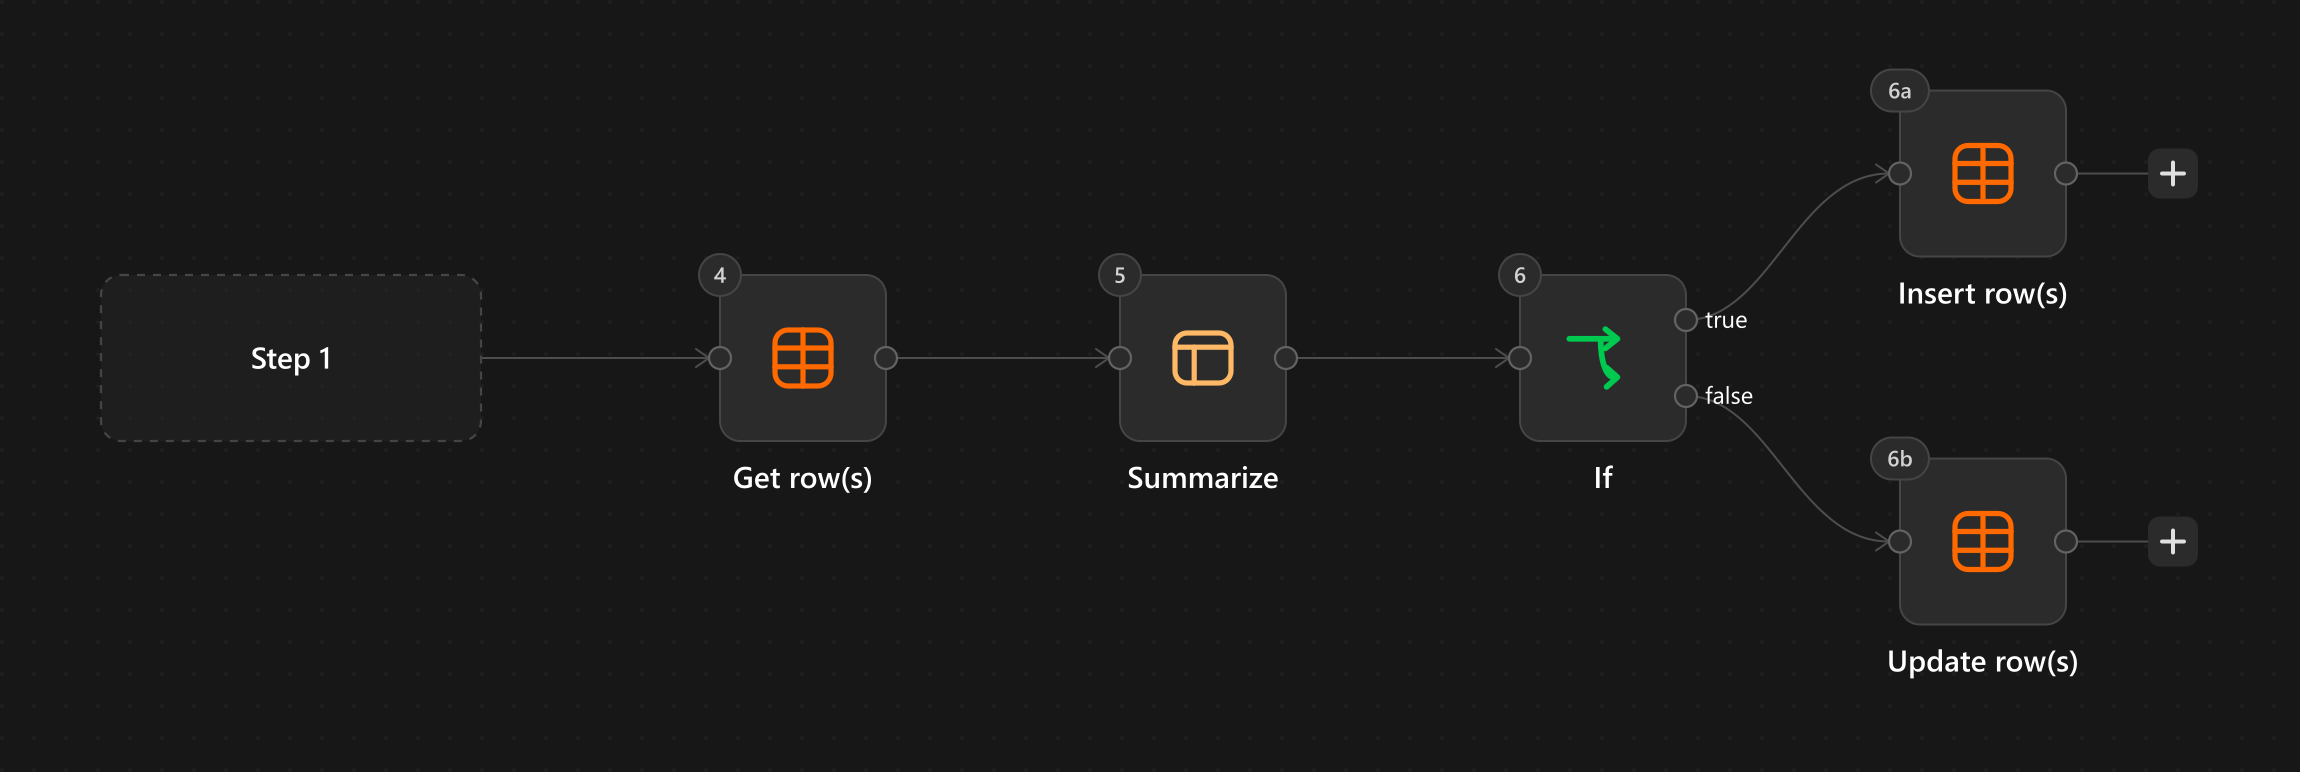 Step 1
4
Get row(s)
5
Summarize
6
If
true
false
6a
Insert row(s)
6b
Update row(s)